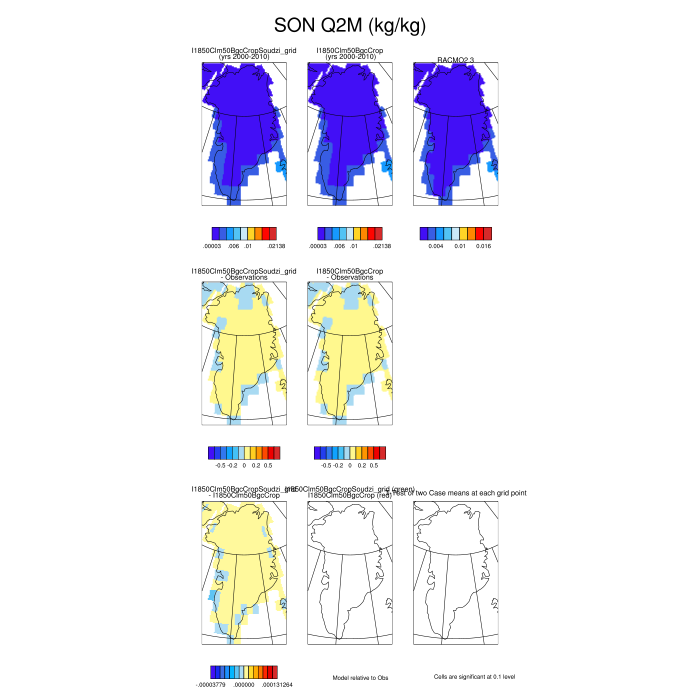 SON Q2M (kg/kg)
I1850Clm50BgcCropSoudzi_grid
(yrs 2000-2010)
I1850Clm50BgcCrop
(yrs 2000-2010)
RACMO2.3
.00003 .006 .01 .02138
.00003 .006 .01 .02138
0.004 0.01 0.016
I1850Clm50BgcCropSoudzi_grid
- Observations
I1850Clm50BgcCrop
- Observations
-0.5 -0.2 0 0.2 0.5
-0.5 -0.2 0 0.2 0.5
I1850Clm50BgcCropSoudzi_grid
- I1850Clm50BgcCrop
I1850Clm50BgcCropSoudzi_grid (green)
I1850Clm50BgcCrop (red)
Test of two Case means at each grid point
-.00003779 .000000 .000131264
Model relative to Obs
Cells are significant at 0.1 level